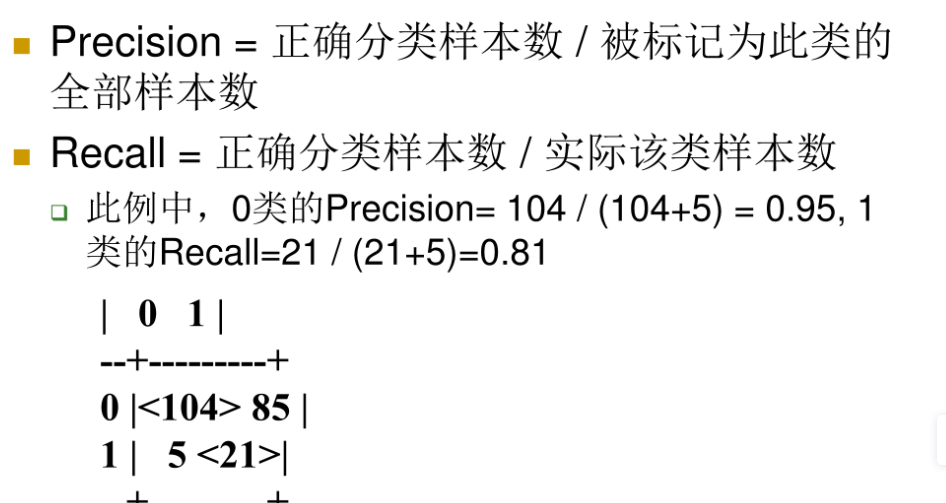 Precision = 正确分类样本数 / 被标记为此类的
全部样本数
Recall = 正确分类样本数 / 实际该类样本数
此例中，0类的Precision= 104 / (104+5) = 0.95, 1
类的Recall=21 / (21+5)=0.81
| 0 1 |
--+---------+
0 |<104> 85 |
1 | 5 <21>|
+ +